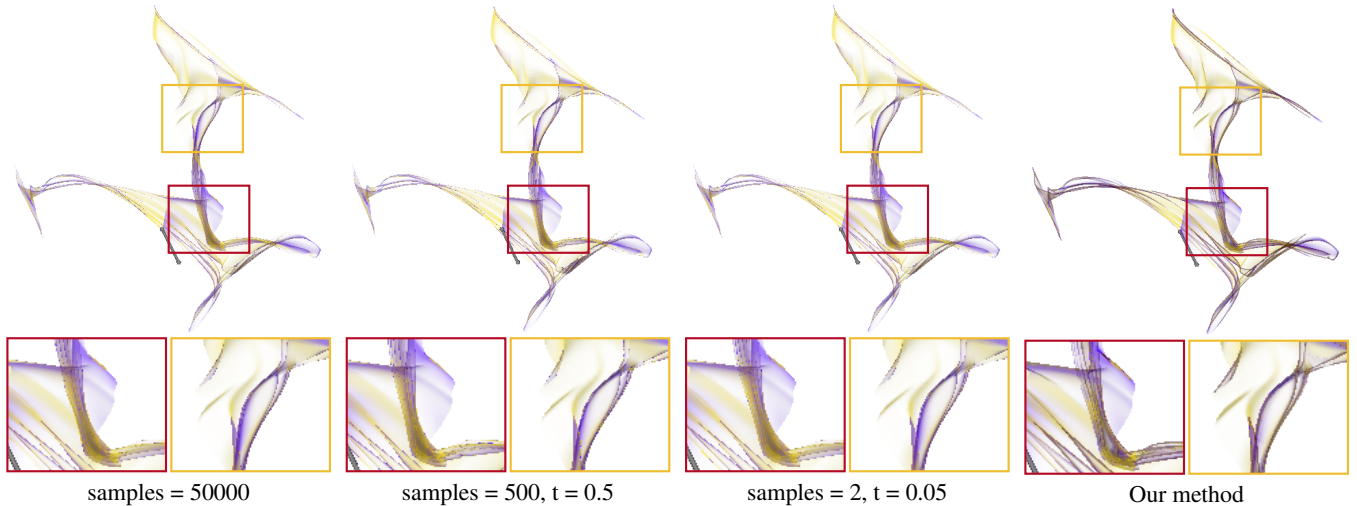 samples = 50000
samples = 500, t = 0.5
samples = 2, t = 0.05
Our method